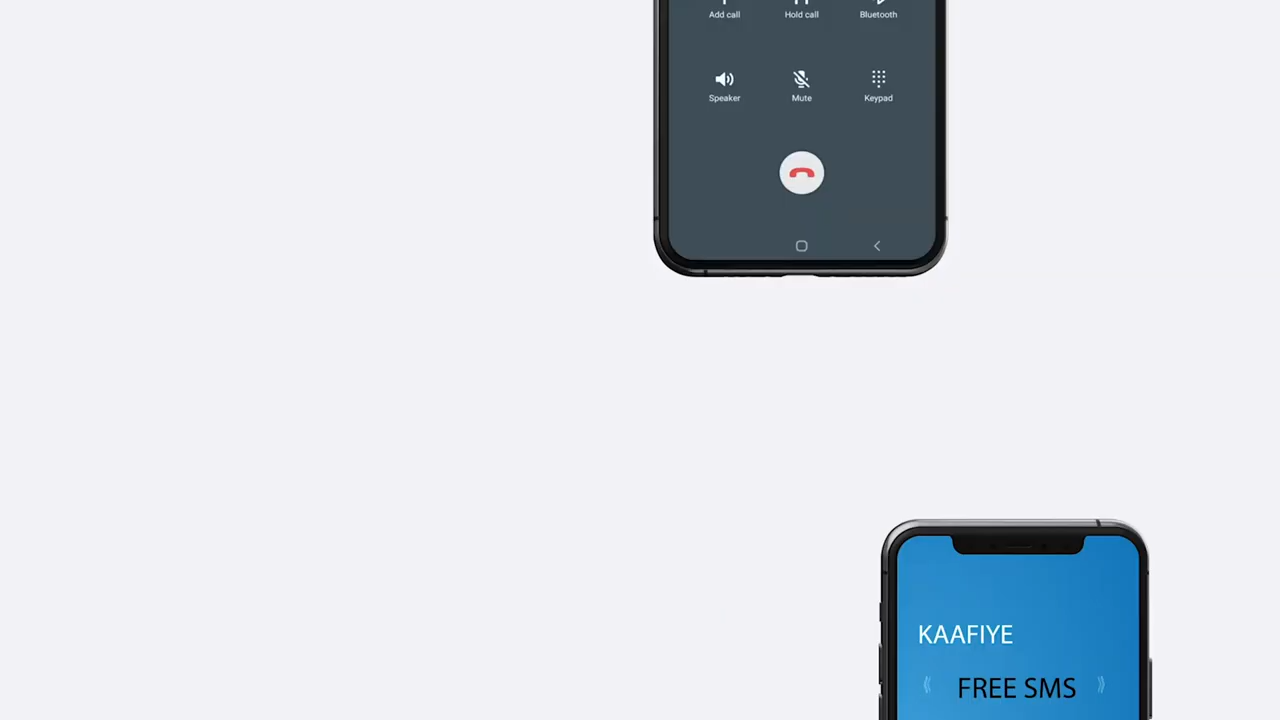 Add call Hold call Bluetooth
Speaker Mute Keypad
KAAFIYE
FREE SMS